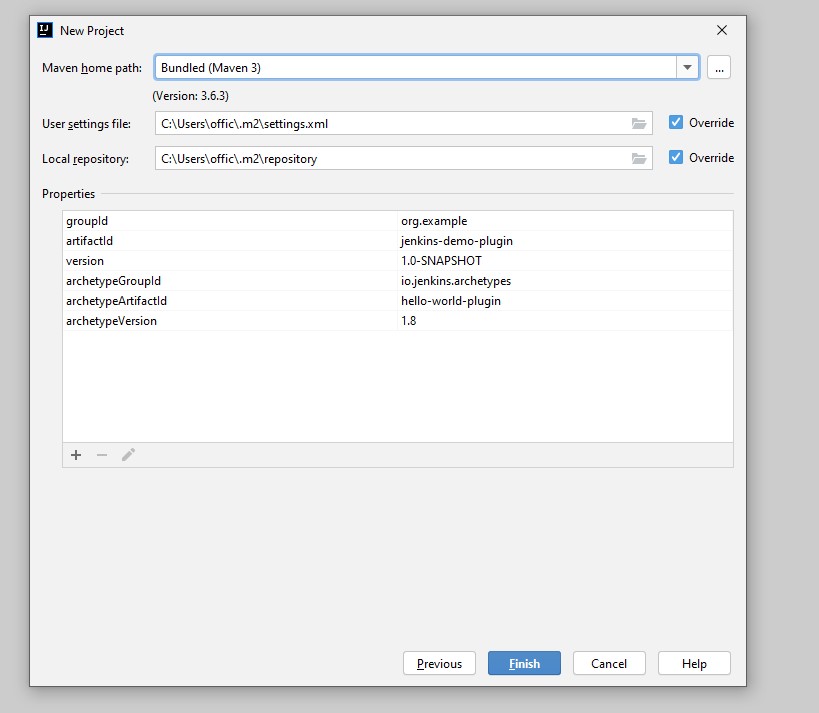 IJ New Project
Maven home path: Bundled (Maven 3) ...
(Version: 3.6.3)
User settings file: C:\Users\offic\.m2\settings.xml Override
Local repository: C:\Users\offic\.m2\repository Override
Properties
groupId org.example
artifactId jenkins-demo-plugin
version 1.0-SNAPSHOT
archetypeGroupId io.jenkins.archetypes
archetypeArtifactId hello-world-plugin
archetypeVersion 1.8
Previous Finish Cancel Help